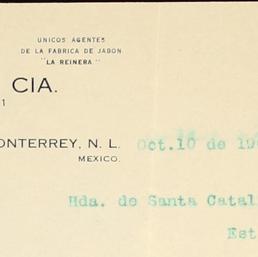 UNICOS AGENTES
DE LA FABRICA DE JABON
"LA REINERA"
CIA.
1
ONTERREY, N. L.
MEXICO.
Oct.10 de 19
Hda. de Santa Catal
Est